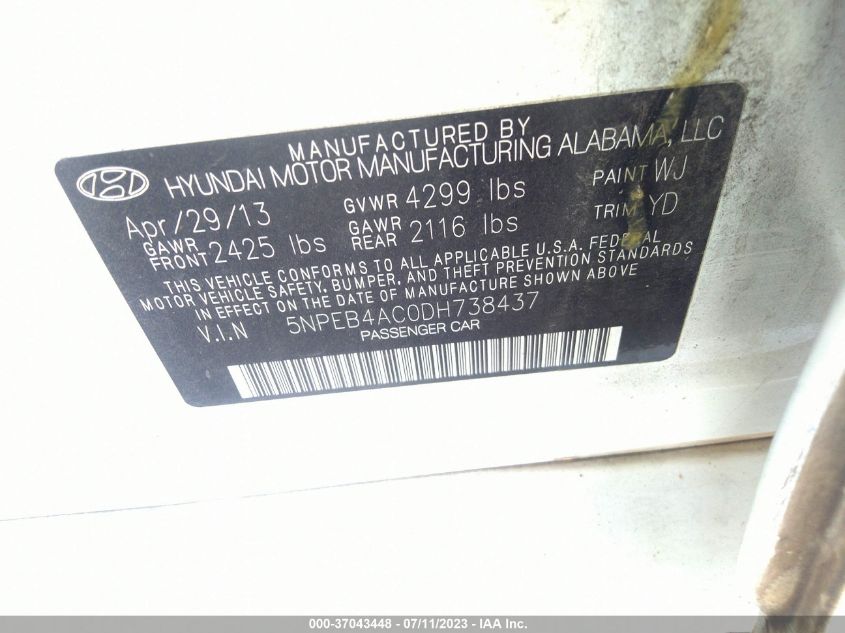 MANUFACTURED BY
HYUNDAI MOTOR MANUFACTURING ALABAMA, LLC
Apr/29/13 GVWR 4299 lbs PAINT WJ
GAWR FRONT 2425 lbs GAWR REAR 2116 lbs TRIM YD
THIS VEHICLE CONFORMS TO ALL APPLICABLE U.S.A. FEDERAL
MOTOR VEHICLE SAFETY, BUMPER, AND THEFT PREVENTION STANDARDS
IN EFFECT ON THE DATE OF MANUFACTURE SHOWN ABOVE
V.I.N 5NPEB4AC0DH738437
PASSENGER CAR
000-37043448 - 07/11/2023 - IAA Inc.